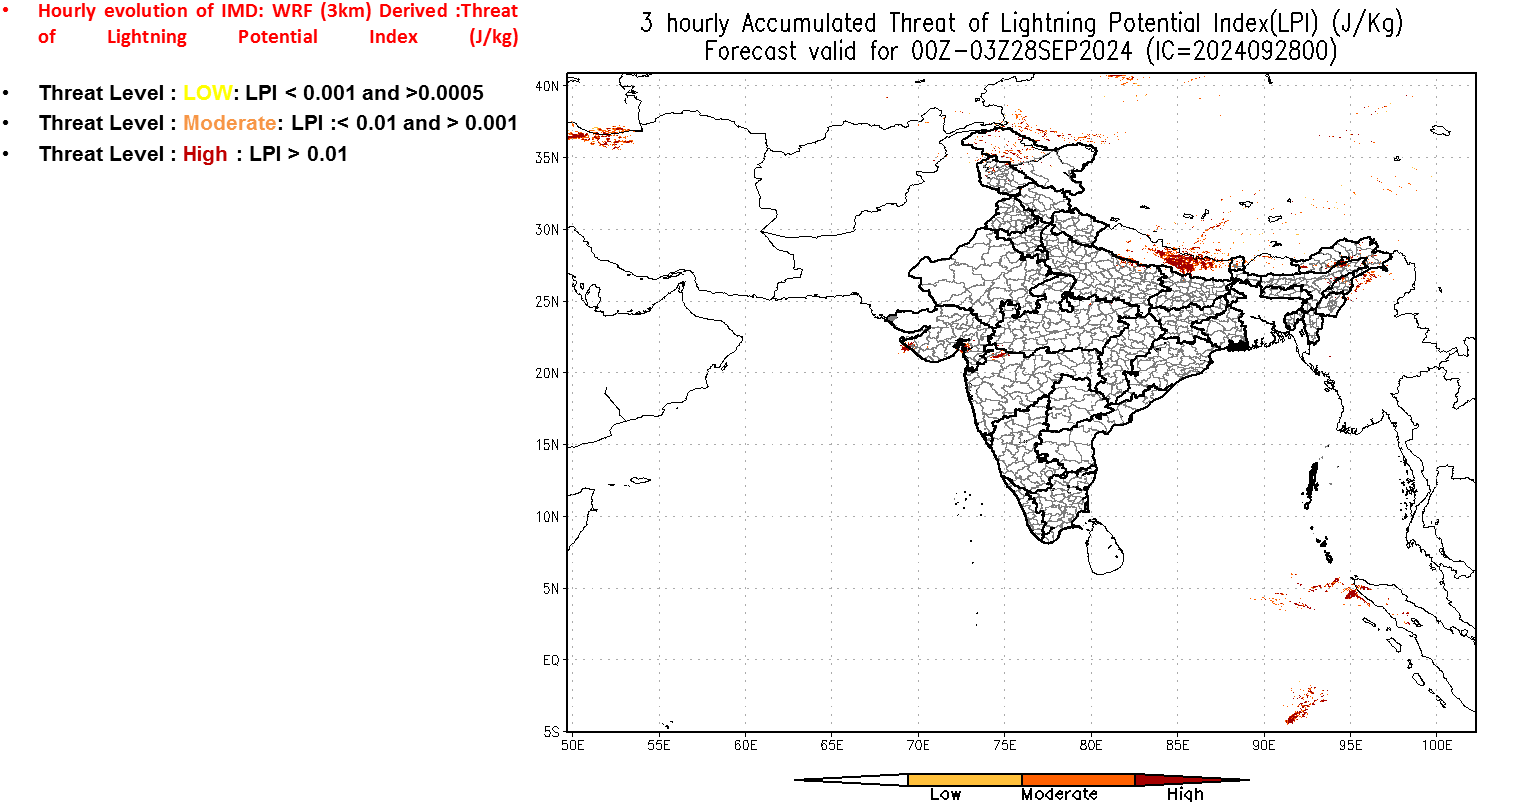 • Hourly evolution of IMD: WRF (3km) Derived :Threat
of Lightning Potential Index (J/kg)
• Threat Level : LOW: LPI < 0.001 and >0.0005
• Threat Level : Moderate: LPI :< 0.01 and > 0.001
• Threat Level : High : LPI > 0.01
3 hourly Accumulated Threat of Lightning Potential Index(LPI) (J/Kg)
Forecast valid for 00Z-03Z28SEP2024 (IC=2024092800)
40N
35N
30N
25N
20N
15N
10N
5N
EQ
5S
50E 55E 60E 65E 70E 75E 80E 85E 90E 95E 100E
Low Moderate High